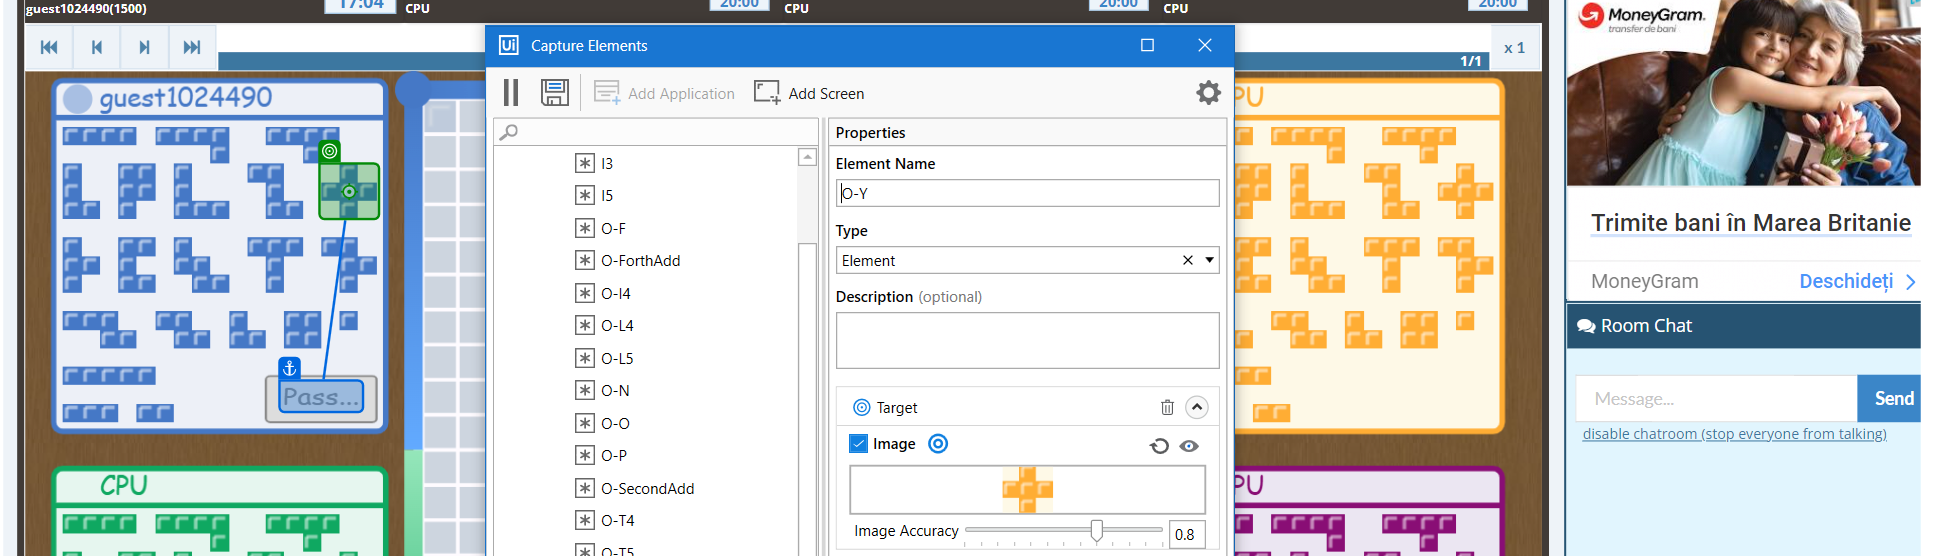 guest1024490(1500)
17:04
CPU
20:00
CPU
20:00
CPU
20:00
x 1
1/1
guest1024490
Pass...
CPU
Ui Capture Elements
Add Application
Add Screen
I3
I5
O-F
O-ForthAdd
O-I4
O-L4
O-L5
O-N
O-O
O-P
O-SecondAdd
O-T4
O-T5
Properties
Element Name
O-Y
Type
Element
Description (optional)
Target
Image
Image Accuracy
0.8
PU
PU
MoneyGram.
transfer de bani
Trimite bani în Marea Britanie
MoneyGram
Deschideți
Room Chat
Message...
Send
disable chatroom (stop everyone from talking)